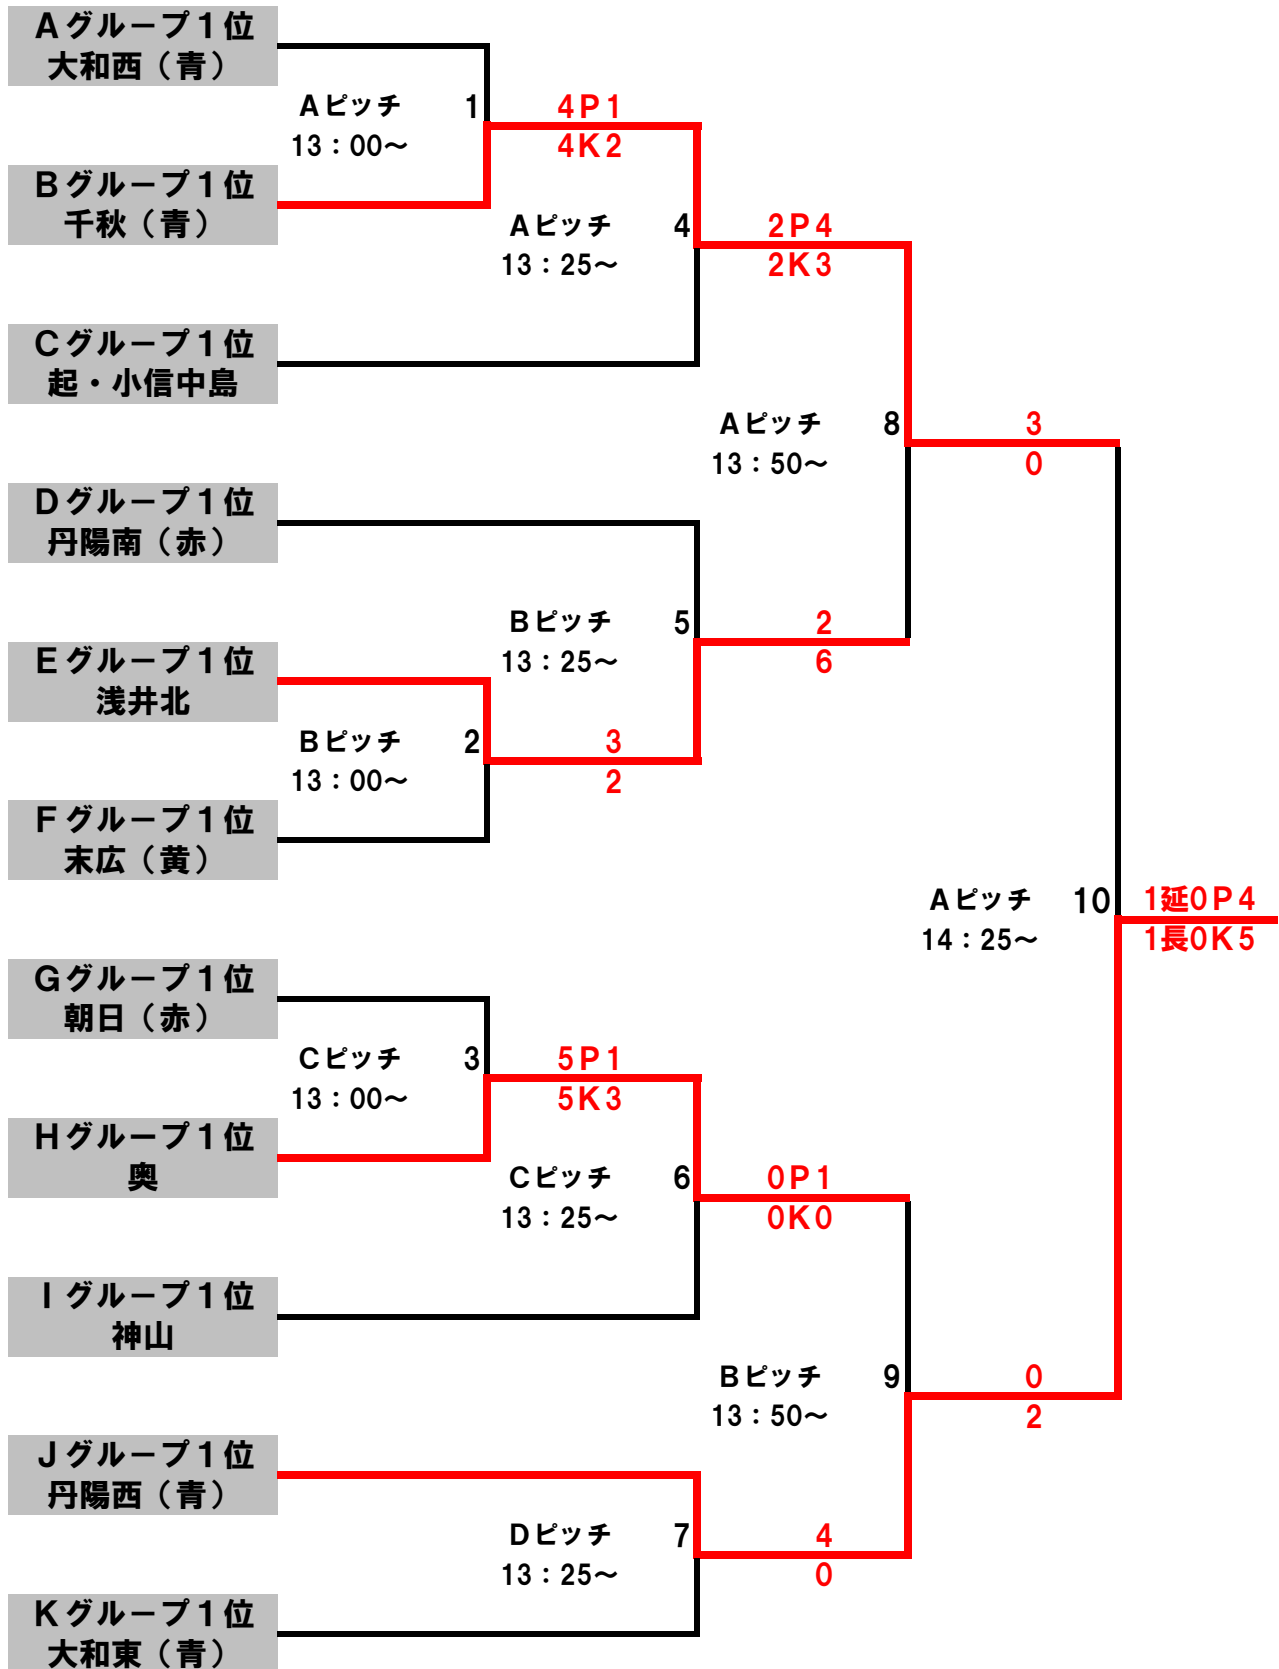 Aグループ1位
大和西（青）
Aピッチ 1 4P1
13：00～ 4K2
Bグループ1位
千秋（青）
Aピッチ 4 2P4
13：25～ 2K3
Cグループ1位
起・小信中島
Aピッチ 8 3
13：50～ 0
Dグループ1位
丹陽南（赤）
Bピッチ 5 2
13：25～ 6
Eグループ1位
浅井北
Bピッチ 2 3
13：00～ 2
Fグループ1位
末広（黄）
Aピッチ 10 1延0P4
14：25～ 1長0K5
Gグループ1位
朝日（赤）
Cピッチ 3 5P1
13：00～ 5K3
Hグループ1位
奥
Cピッチ 6 0P1
13：25～ 0K0
Iグループ1位
神山
Bピッチ 9 0
13：50～ 2
Jグループ1位
丹陽西（青）
Dピッチ 7 4
13：25～ 0
Kグループ1位
大和東（青）